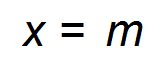 x = m